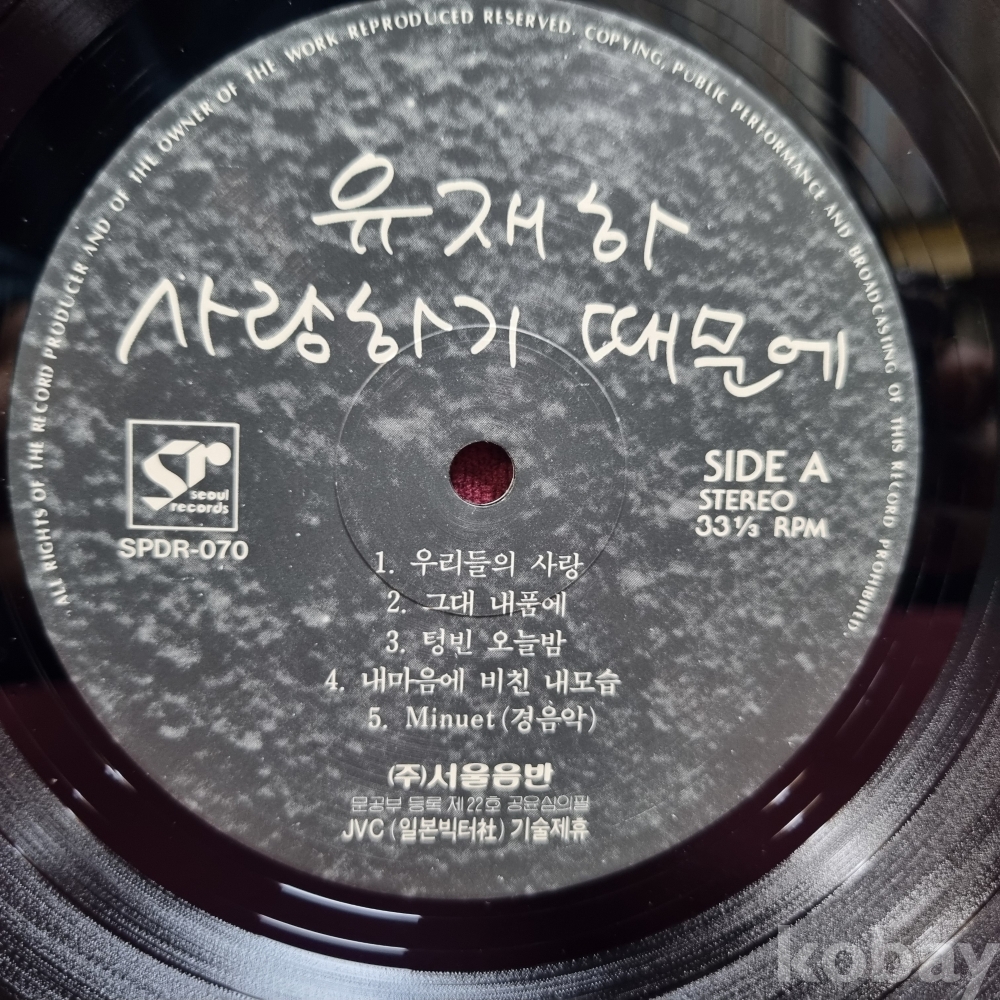 ALL RIGHTS OF THE RECORD PRODUCER AND OF THE OWNER OF THE WORK REPRODUCED RESERVED. COPYING, PUBLIC PERFORMANCE AND BROADCASTING OF THIS RECORD PROHIBITED.
유재하
사랑하기 때문에
sr
seoul
records
SPDR-070
SIDE A
STEREO
33⅓ RPM
1. 우리들의 사랑
2. 그대 내품에
3. 텅빈 오늘밤
4. 내마음에 비친 내모습
5. Minuet(경음악)
(주)서울음반
문공부 등록 제22호 공윤심의필
JVC (일본빅터社) 기술제휴
kobay